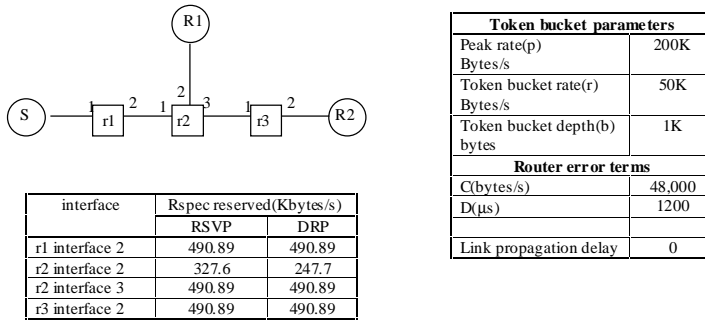 R1
2
S 1 r1 2 1 r2 3 1 r3 2 R2
interface Rspec reserved(Kbytes/s)
RSVP DRP
r1 interface 2 490.89 490.89
r2 interface 2 327.6 247.7
r2 interface 3 490.89 490.89
r3 interface 2 490.89 490.89
Token bucket parameters
Peak rate(p) 200K
Bytes/s
Token bucket rate(r) 50K
Bytes/s
Token bucket depth(b) 1K
bytes
Router error terms
C(bytes/s) 48,000
D(μs) 1200
Link propagation delay 0